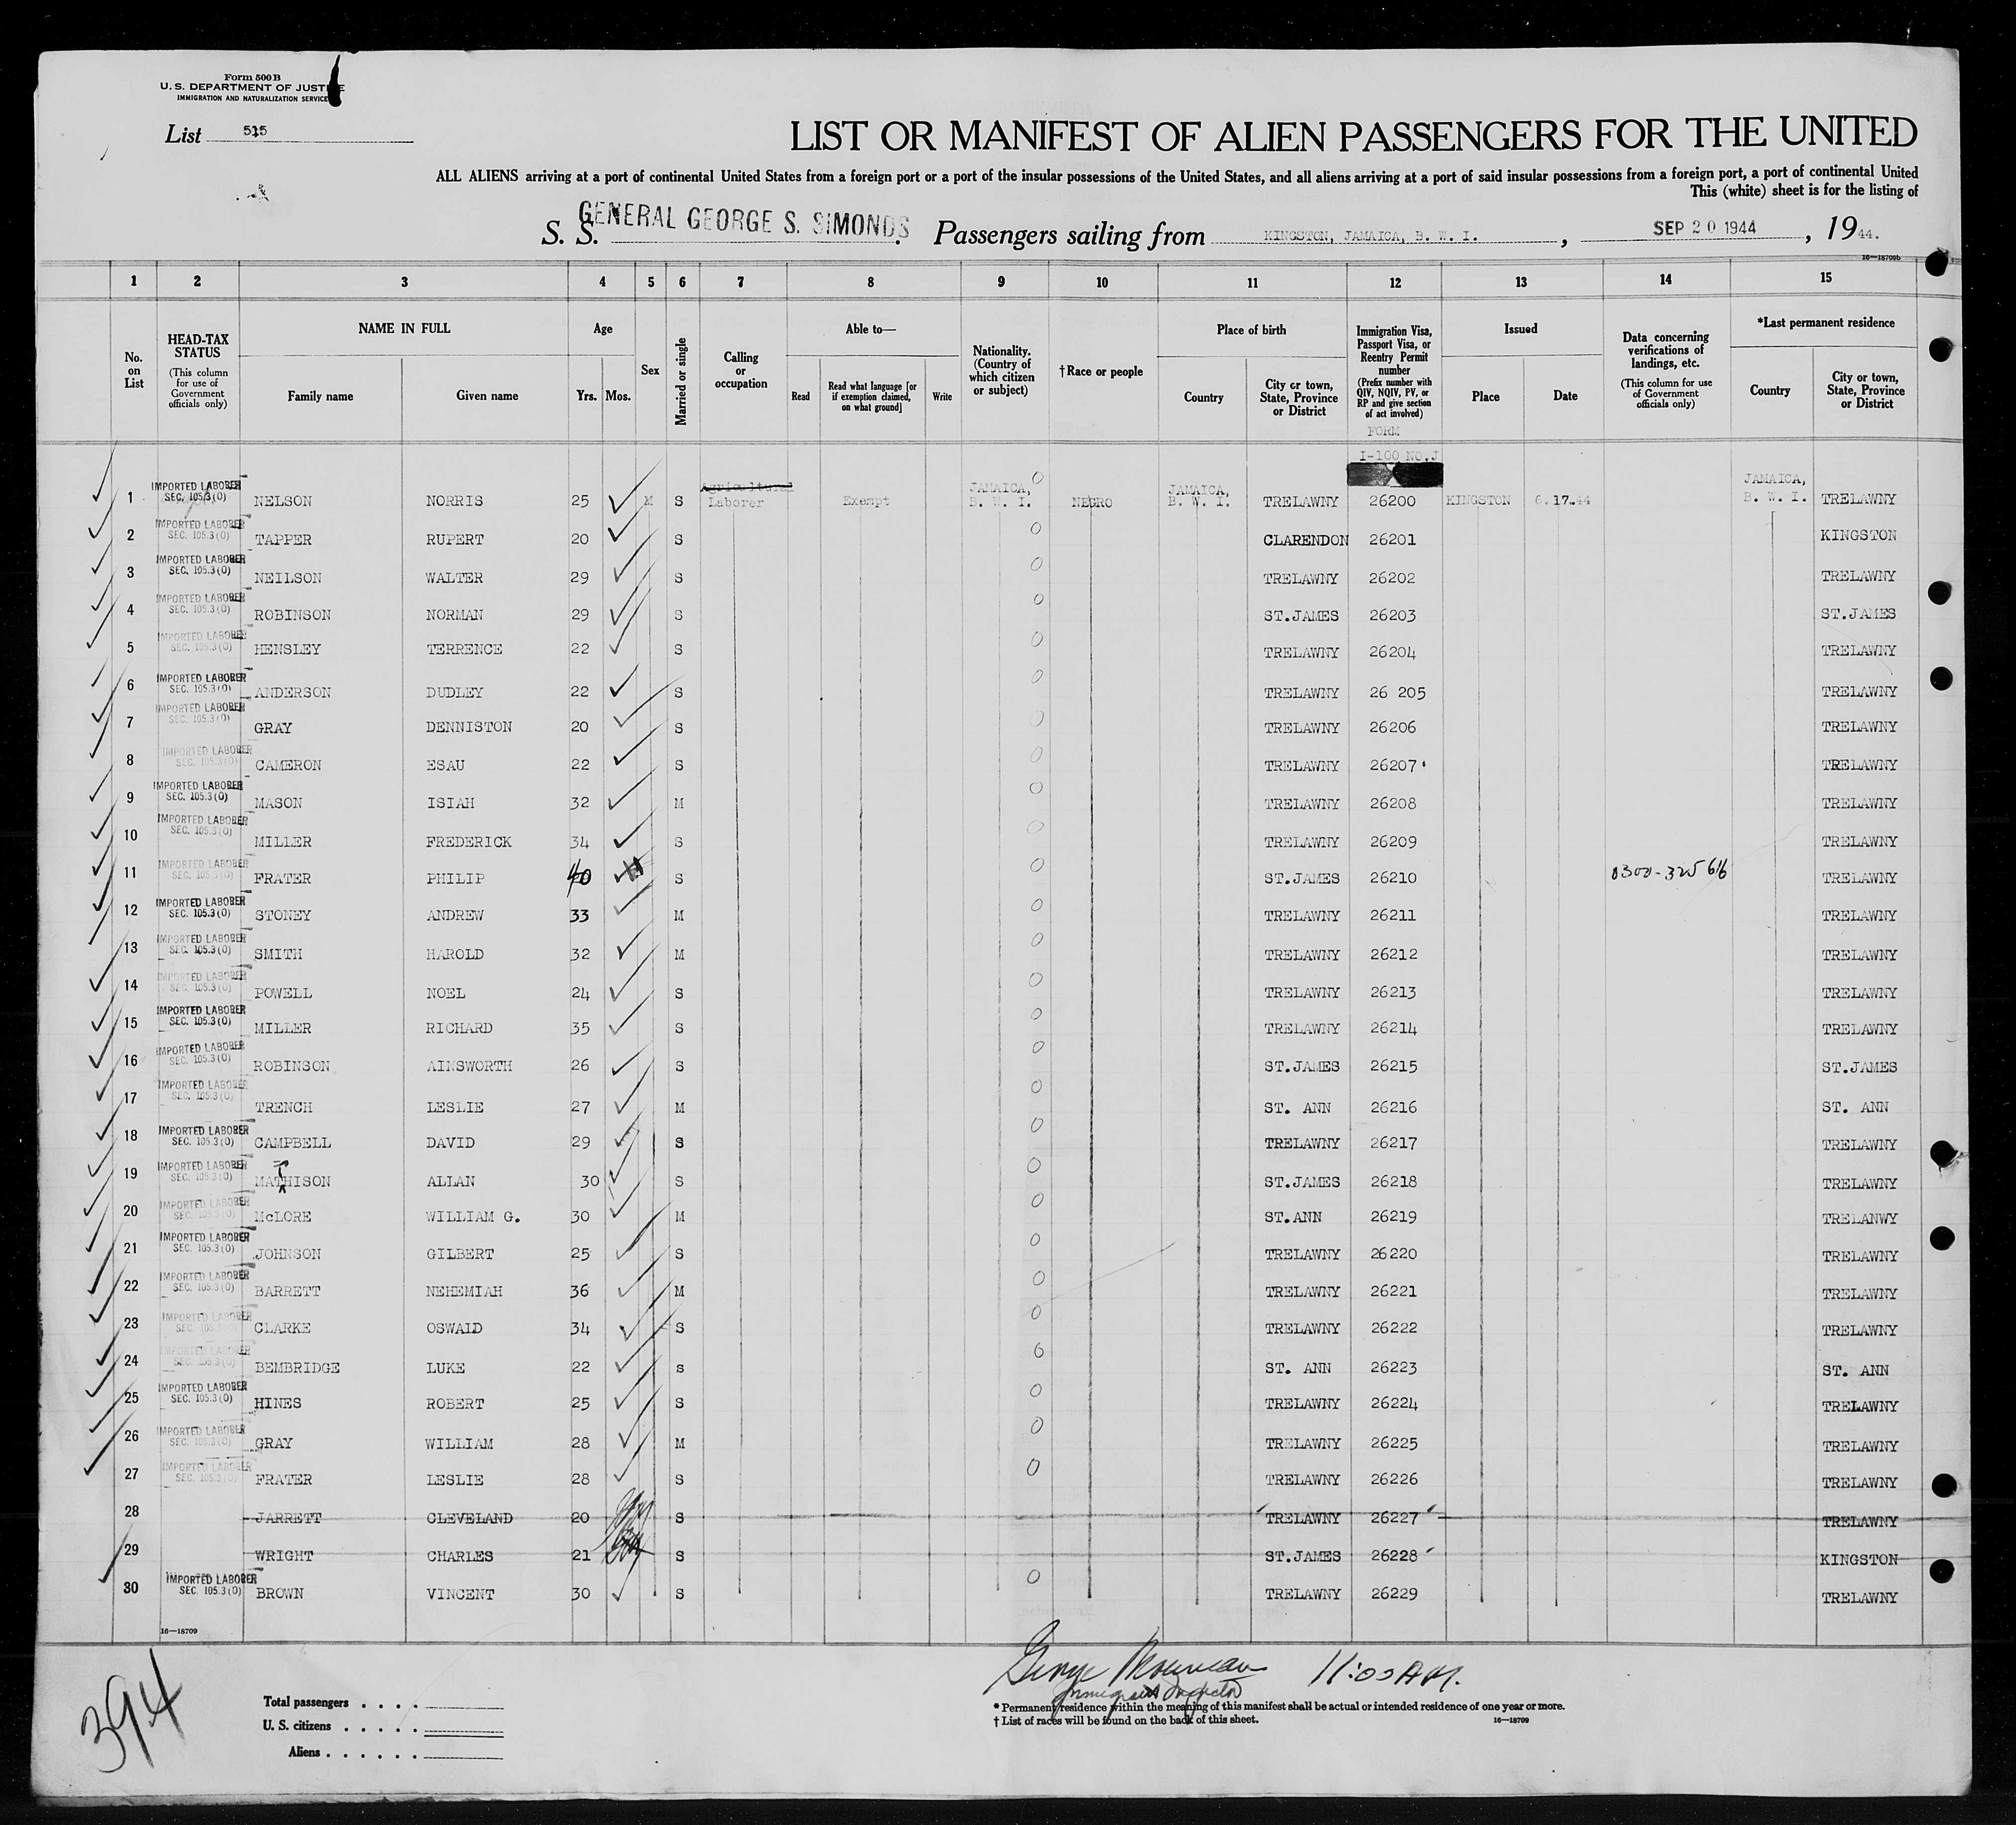 Form 500 B
U. S. DEPARTMENT OF JUSTICE
IMMIGRATION AND NATURALIZATION SERVICE
List 515
LIST OR MANIFEST OF ALIEN PASSENGERS FOR THE UNITED
ALL ALIENS arriving at a port of continental United States from a foreign port or a port of the insular possessions of the United States, and all aliens arriving at a port of said insular possessions from a foreign port, a port of continental United
This (white) sheet is for the listing of
S. S. GENERAL GEORGE S. SIMONDS. Passengers sailing from KINGSTON, JAMAICA, B. W. I., SEP 20 1944, 1944.
16—18709b
1 2 3 4 5 6 7 8 9 10 11 12 13 14 15
No. on List
HEAD-TAX STATUS (This column for use of Government officials only)
NAME IN FULL Family name Given name
Age Yrs. Mos.
Sex
Married or single
Calling or occupation
Able to— Read Read what language [or if exemption claimed, on what ground] Write
Nationality. (Country of which citizen or subject)
†Race or people
Place of birth Country City or town, State, Province or District
Immigration Visa, Passport Visa, or Reentry Permit number (Prefix number with QIV, NQIV, PV, or RP and give section of act involved)
FORM I-100 NO.J
Issued Place Date
Data concerning verifications of landings, etc. (This column for use of Government officials only)
*Last permanent residence Country City or town, State, Province or District
1 IMPORTED LABORER SEC. 105.3(0) NELSON NORRIS 25 M S Agricultural Laborer Exempt JAMAICA, B. W. I. NEGRO JAMAICA, B. W. I. TRELAWNY 26200 KINGSTON 6.17.44 JAMAICA, B. W. I. TRELAWNY
2 IMPORTED LABORER SEC. 105.3(0) TAPPER RUPERT 20 S CLARENDON 26201 KINGSTON
3 IMPORTED LABORER SEC. 105.3(0) NEILSON WALTER 29 S TRELAWNY 26202 TRELAWNY
4 IMPORTED LABORER SEC. 105.3(0) ROBINSON NORMAN 29 S ST.JAMES 26203 ST.JAMES
5 IMPORTED LABORER SEC. 105.3(0) HENSLEY TERRENCE 22 S TRELAWNY 26204 TRELAWNY
6 IMPORTED LABORER SEC. 105.3(0) ANDERSON DUDLEY 22 S TRELAWNY 26 205 TRELAWNY
7 IMPORTED LABORER SEC. 105.3(0) GRAY DENNISTON 20 S TRELAWNY 26206 TRELAWNY
8 IMPORTED LABORER SEC. 105.3(0) CAMERON ESAU 22 S TRELAWNY 26207 TRELAWNY
9 IMPORTED LABORER SEC. 105.3(0) MASON ISIAH 32 M TRELAWNY 26208 TRELAWNY
10 IMPORTED LABORER SEC. 105.3(0) MILLER FREDERICK 34 S TRELAWNY 26209 TRELAWNY
11 IMPORTED LABORER SEC. 105.3(0) FRATER PHILIP 40 S ST.JAMES 26210 0300-325616 TRELAWNY
12 IMPORTED LABORER SEC. 105.3(0) STONEY ANDREW 33 M TRELAWNY 26211 TRELAWNY
13 IMPORTED LABORER SEC. 105.3(0) SMITH HAROLD 32 M TRELAWNY 26212 TRELAWNY
14 IMPORTED LABORER SEC. 105.3(0) POWELL NOEL 24 S TRELAWNY 26213 TRELAWNY
15 IMPORTED LABORER SEC. 105.3(0) MILLER RICHARD 35 S TRELAWNY 26214 TRELAWNY
16 IMPORTED LABORER SEC. 105.3(0) ROBINSON AINSWORTH 26 S ST.JAMES 26215 ST.JAMES
17 IMPORTED LABORER SEC. 105.3(0) TRENCH LESLIE 27 M ST. ANN 26216 ST. ANN
18 IMPORTED LABORER SEC. 105.3(0) CAMPBELL DAVID 29 S TRELAWNY 26217 TRELAWNY
19 IMPORTED LABORER SEC. 105.3(0) MATHISON ALLAN 30 S ST.JAMES 26218 TRELAWNY
20 IMPORTED LABORER SEC. 105.3(0) McLORE WILLIAM G. 30 M ST.ANN 26219 TRELANWY
21 IMPORTED LABORER SEC. 105.3(0) JOHNSON GILBERT 25 S TRELAWNY 26220 TRELAWNY
22 IMPORTED LABORER SEC. 105.3(0) BARRETT NEHEMIAH 36 M TRELAWNY 26221 TRELAWNY
23 IMPORTED LABORER SEC. 105.3(0) CLARKE OSWALD 34 S TRELAWNY 26222 TRELAWNY
24 IMPORTED LABORER SEC. 105.3(0) BEMBRIDGE LUKE 22 S ST. ANN 26223 ST. ANN
25 IMPORTED LABORER SEC. 105.3(0) HINES ROBERT 25 S TRELAWNY 26224 TRELAWNY
26 IMPORTED LABORER SEC. 105.3(0) GRAY WILLIAM 28 M TRELAWNY 26225 TRELAWNY
27 IMPORTED LABORER SEC. 105.3(0) FRATER LESLIE 28 S TRELAWNY 26226 TRELAWNY
28 JARRETT CLEVELAND 20 S TRELAWNY 26227 TRELAWNY
29 WRIGHT CHARLES 21 S ST.JAMES 26228 KINGSTON
30 IMPORTED LABORER SEC. 105.3(0) BROWN VINCENT 30 S TRELAWNY 26229 TRELAWNY
16—18709
394
Total passengers . . . .
U. S. citizens . . . . .
Aliens . . . . . .
George 11:00 AM.
Immigrant Inspector
* Permanent residence within the meaning of this manifest shall be actual or intended residence of one year or more.
† List of races will be found on the back of this sheet. 16—18709